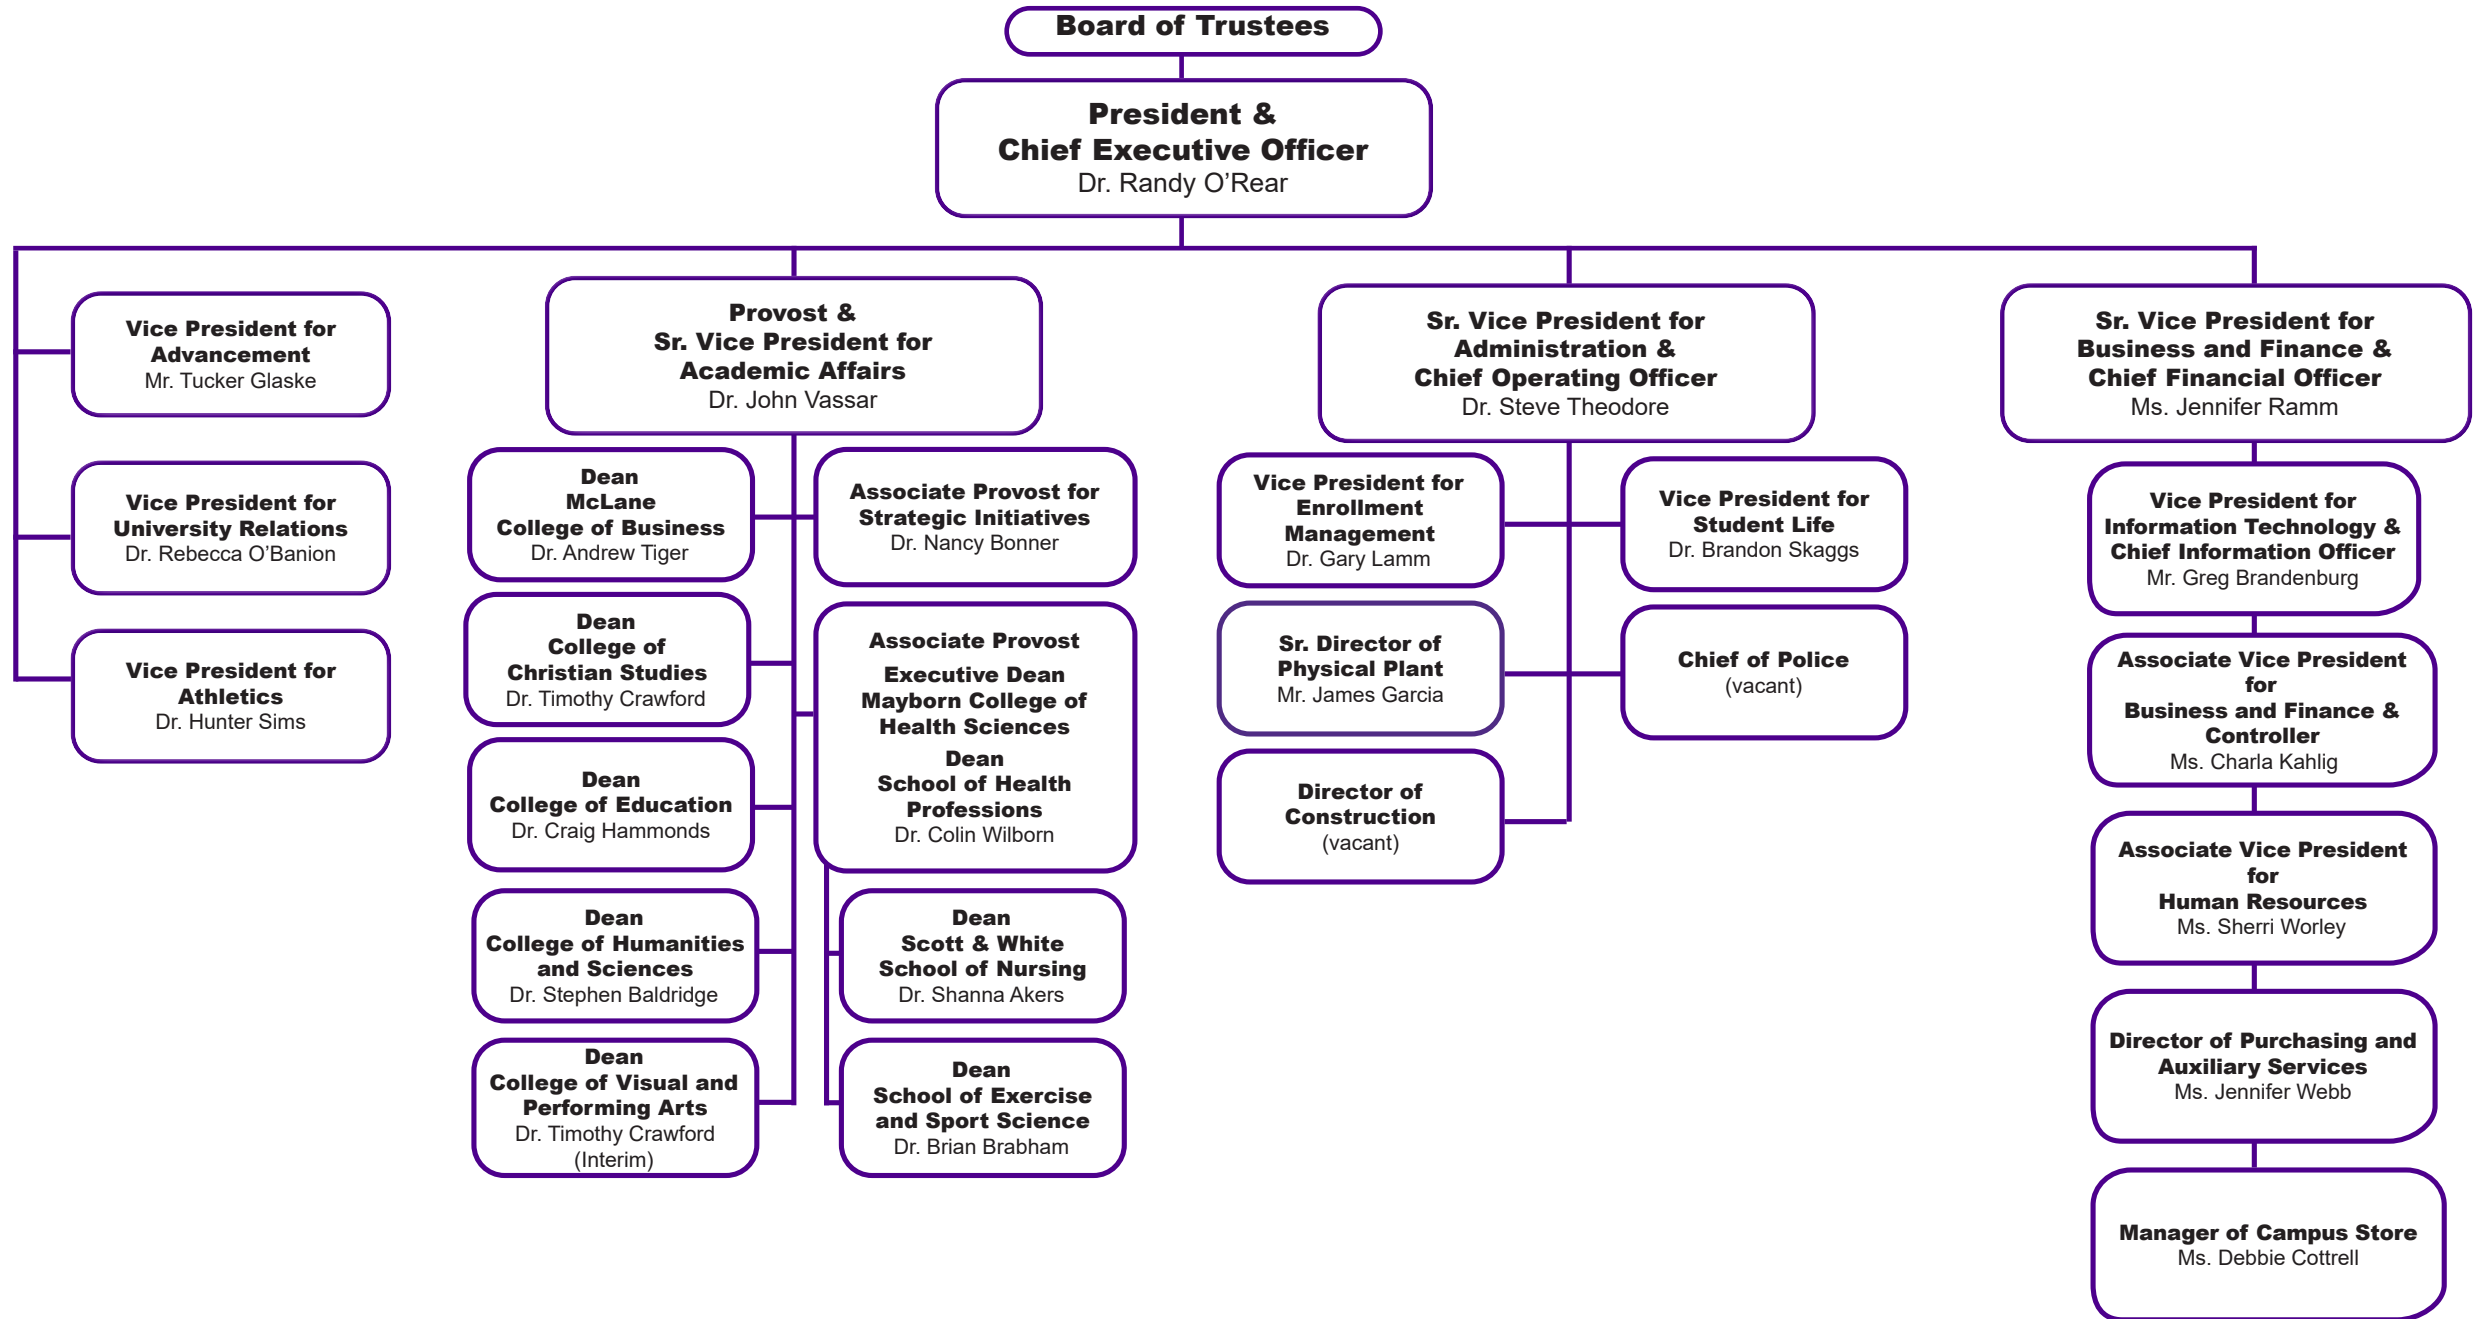 Board of Trustees
President &
Chief Executive Officer
Dr. Randy O’Rear
Vice President for
Advancement
Mr. Tucker Glaske
Vice President for
University Relations
Dr. Rebecca O’Banion
Vice President for
Athletics
Dr. Hunter Sims
Provost &
Sr. Vice President for
Academic Affairs
Dr. John Vassar
Dean
McLane
College of Business
Dr. Andrew Tiger
Dean
College of
Christian Studies
Dr. Timothy Crawford
Dean
College of Education
Dr. Craig Hammonds
Dean
College of Humanities
and Sciences
Dr. Stephen Baldridge
Dean
College of Visual and
Performing Arts
Dr. Timothy Crawford
(Interim)
Associate Provost for
Strategic Initiatives
Dr. Nancy Bonner
Associate Provost
Executive Dean
Mayborn College of
Health Sciences
Dean
School of Health
Professions
Dr. Colin Wilborn
Dean
Scott & White
School of Nursing
Dr. Shanna Akers
Dean
School of Exercise
and Sport Science
Dr. Brian Brabham
Sr. Vice President for
Administration &
Chief Operating Officer
Dr. Steve Theodore
Vice President for
Enrollment
Management
Dr. Gary Lamm
Sr. Director of
Physical Plant
Mr. James Garcia
Director of
Construction
(vacant)
Vice President for
Student Life
Dr. Brandon Skaggs
Chief of Police
(vacant)
Sr. Vice President for
Business and Finance &
Chief Financial Officer
Ms. Jennifer Ramm
Vice President for
Information Technology &
Chief Information Officer
Mr. Greg Brandenburg
Associate Vice President
for
Business and Finance &
Controller
Ms. Charla Kahlig
Associate Vice President
for
Human Resources
Ms. Sherri Worley
Director of Purchasing and
Auxiliary Services
Ms. Jennifer Webb
Manager of Campus Store
Ms. Debbie Cottrell